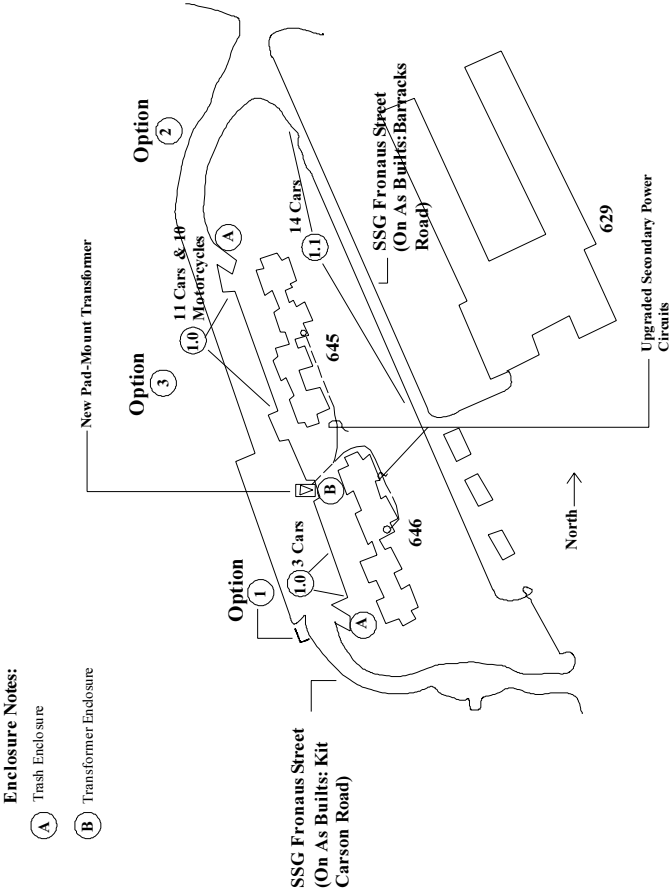 Option
2
Option
3
New Pad-Mount Transformer
11 Cars & 10
Motorcycles
1.0
A
14 Cars
1.1
SSG Fronaus Street
(On As Builts: Barracks
Road)
629
645
Upgraded Secondary Power
Circuits
B
646
North
1.0
3 Cars
Option
1
A
Enclosure Notes:
A Trash Enclosure
B Transformer Enclosure
SSG Fronaus Street
(On As Builts: Kit
Carson Road)